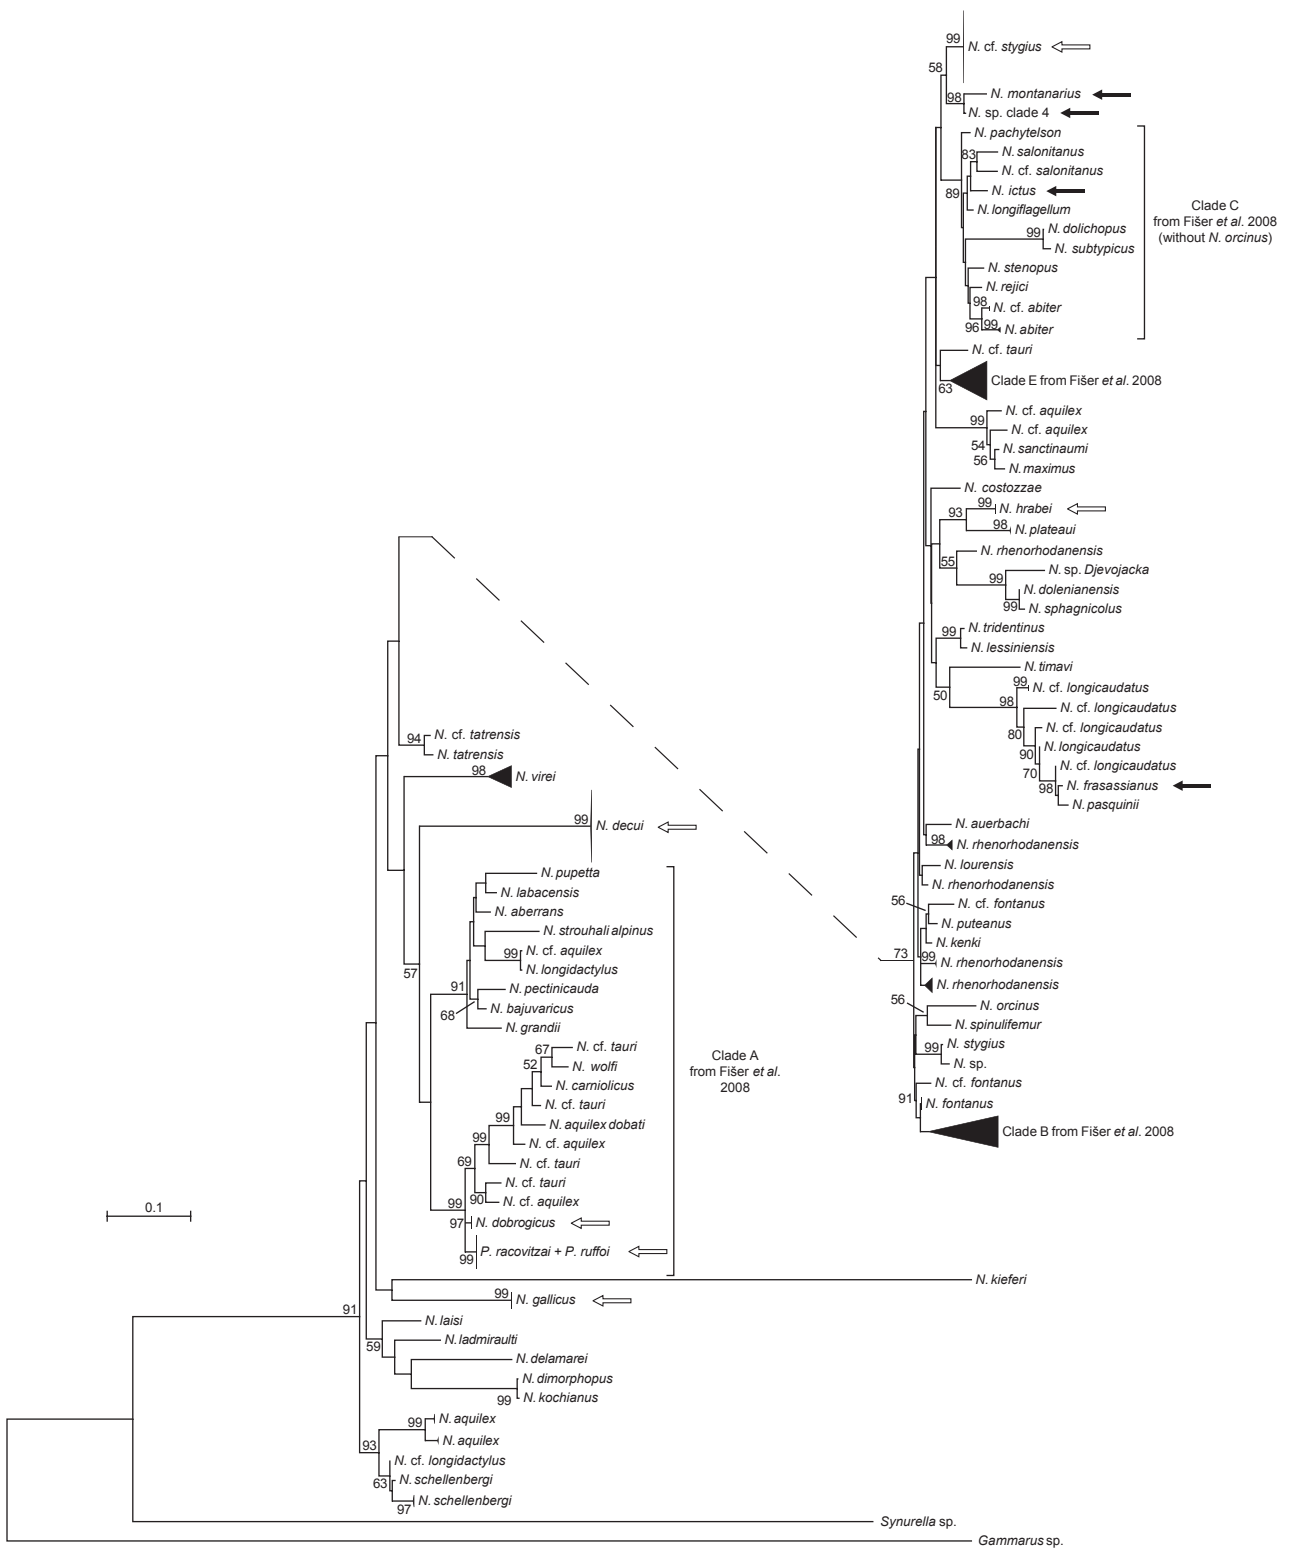 99
N. cf. stygius
58
98
N. montanarius
N. sp. clade 4
N. pachytelson
83
N. salonitanus
N. cf. salonitanus
89
N. ictus
N. longiflagellum
Clade C
from Fišer et al. 2008
(without N. orcinus)
99
N. dolichopus
N. subtypicus
N. stenopus
N. rejici
98
N. cf. abiter
96
99
N. abiter
N. cf. tauri
63
Clade E from Fišer et al. 2008
N. cf. aquilex
99
N. cf. aquilex
54
N. sanctinaumi
56
N. maximus
N. costozzae
99
N. hrabei
93
98
N. plateaui
N. rhenorhodanensis
55
N. sp. Djevojacka
99
N. dolenianensis
99
N. sphagnicolus
99
N. tridentinus
N. lessiniensis
N. timavi
50
99
N. cf. longicaudatus
98
N. cf. longicaudatus
80
N. cf. longicaudatus
90
N. longicaudatus
70
N. cf. longicaudatus
98
N. frasassianus
N. pasquinii
N. auerbachi
98
N. rhenorhodanensis
N. lourensis
N. rhenorhodanensis
56
N. cf. fontanus
N. puteanus
N. kenki
73
99
N. rhenorhodanensis
N. rhenorhodanensis
56
N. orcinus
N. spinulifemur
99
N. stygius
N. sp.
N. cf. fontanus
91
N. fontanus
Clade B from Fišer et al. 2008
94
N. cf. tatrensis
N. tatrensis
98
N. virei
99
N. decui
57
N. pupetta
N. labacensis
N. aberrans
N. strouhali alpinus
99
N. cf. aquilex
N. longidactylus
91
N. pectinicauda
68
N. bajuvaricus
N. grandii
Clade A
from Fišer et al.
2008
67
N. cf. tauri
52
N. wolfi
N. carniolicus
N. cf. tauri
99
N. aquilex dobati
99
N. cf. aquilex
69
N. cf. tauri
N. cf. tauri
90
N. cf. aquilex
99
97
N. dobrogicus
99
P. racovitzai + P. ruffoi
0.1
N. kieferi
99
N. gallicus
91
N. laisi
59
N. ladmiraulti
N. delamarei
N. dimorphopus
99
N. kochianus
99
N. aquilex
N. aquilex
93
N. cf. longidactylus
63
N. schellenbergi
97
N. schellenbergi
Synurella sp.
Gammarus sp.